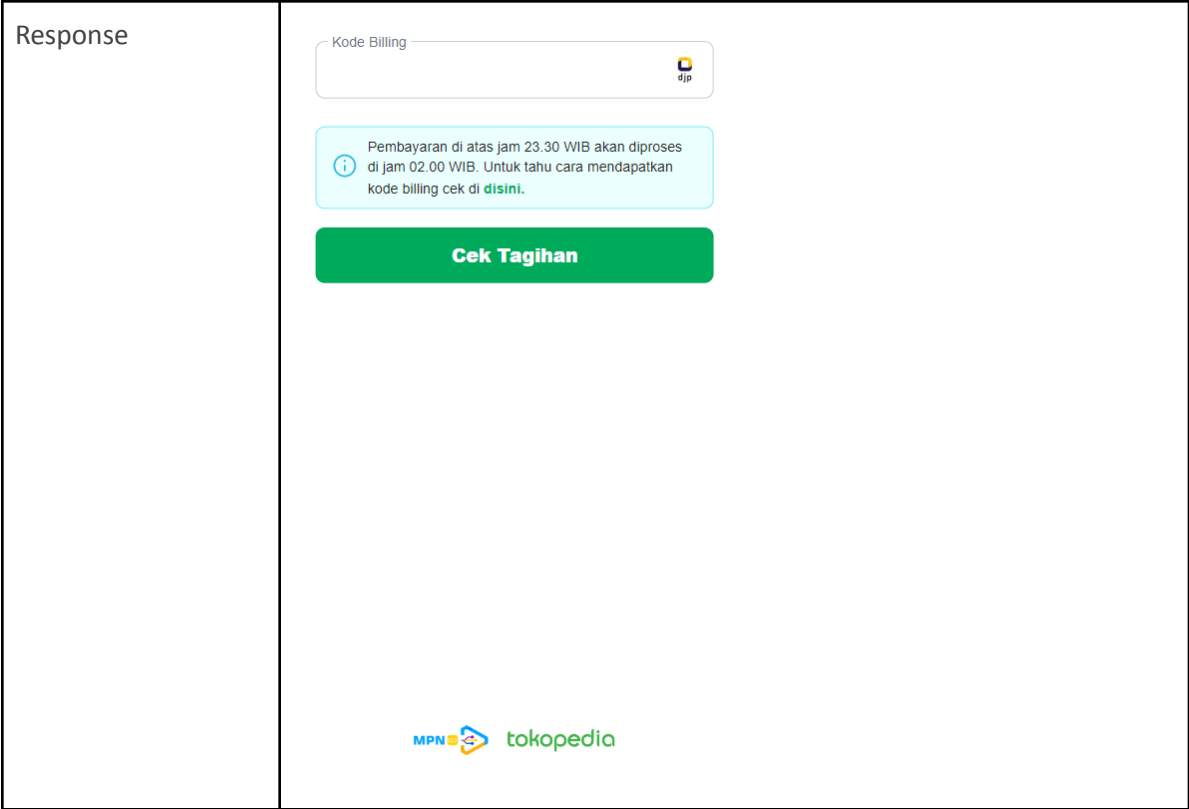 Response
Kode Billing
djp
Pembayaran di atas jam 23.30 WIB akan diproses
di jam 02.00 WIB. Untuk tahu cara mendapatkan
kode billing cek di disini.
Cek Tagihan
MPN tokopedia